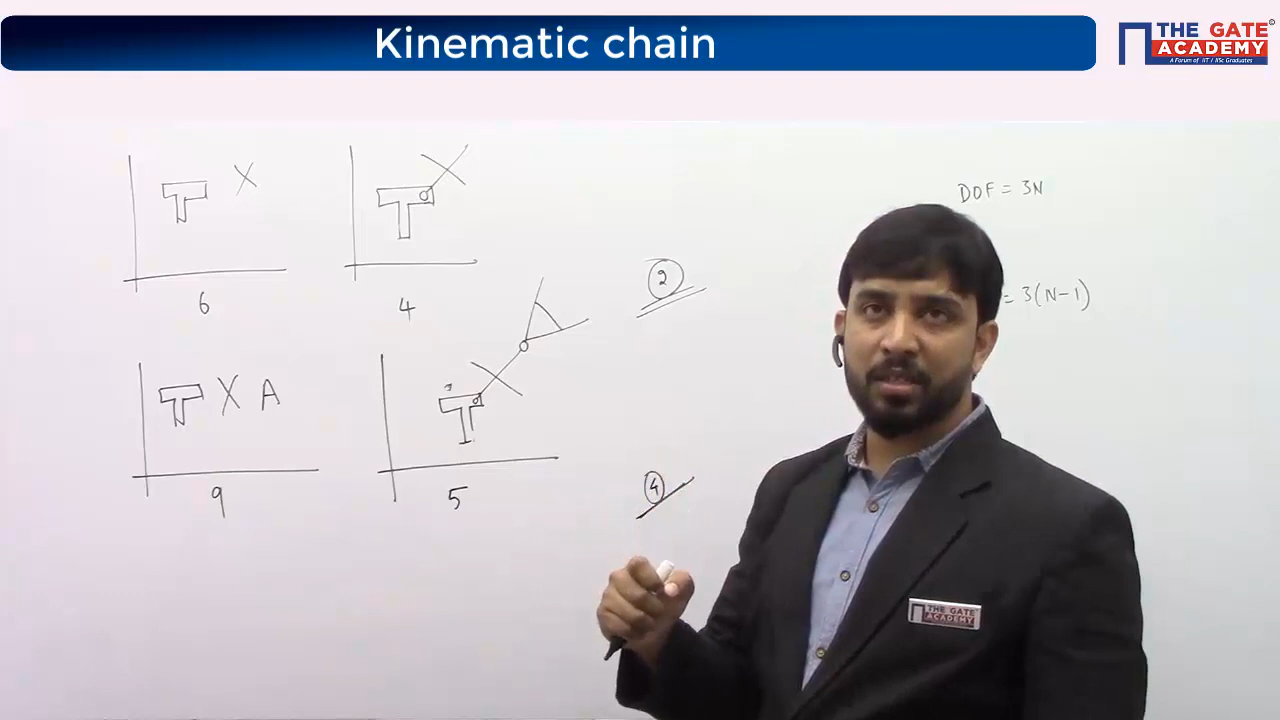 Kinematic chain
THE GATE
ACADEMY
A Forum of IIT / IISc Graduates
T X
6
T X
4
2
DOF = 3N
= 3(N-1)
T X A
9
T X A
5
4
THE GATE
ACADEMY